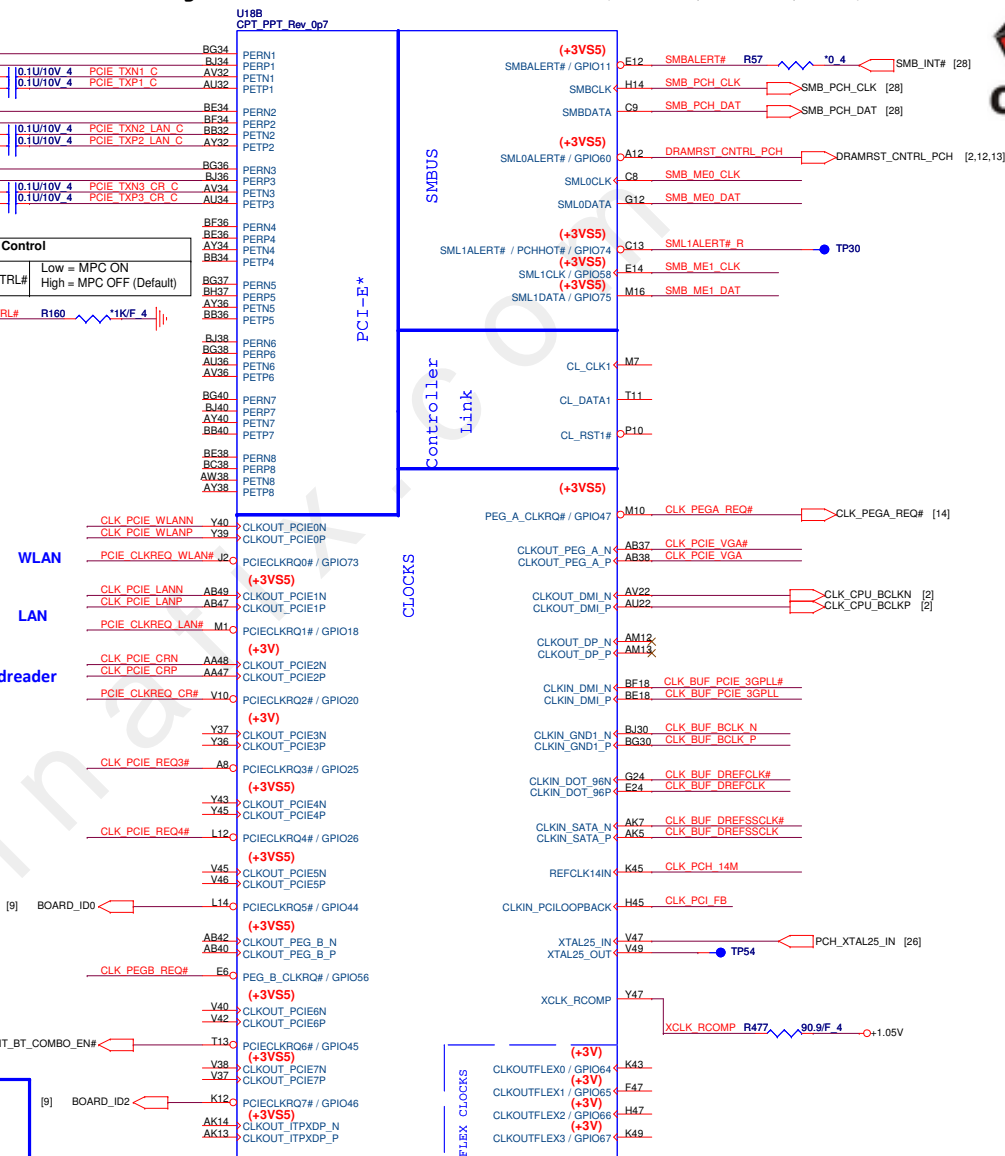 U18B
CPT_PPT_Rev_0p7
BG34 PERN1
BJ34 PERP1
0.1U/10V_4 PCIE_TXN1_C AV32 PETN1
0.1U/10V_4 PCIE_TXP1_C AU32 PETP1
BE34 PERN2
BF34 PERP2
0.1U/10V_4 PCIE_TXN2_LAN_C BB32 PETN2
0.1U/10V_4 PCIE_TXP2_LAN_C AY32 PETP2
BG36 PERN3
BJ36 PERP3
0.1U/10V_4 PCIE_TXN3_CR_C AV34 PETN3
0.1U/10V_4 PCIE_TXP3_CR_C AU34 PETP3
BF36 PERN4
BE36 PERP4
AY34 PETN4
BB34 PETP4
Control
TRL# Low = MPC ON
High = MPC OFF (Default)
RL# R160 *1K/F_4
BG37 PERN5
BH37 PERP5
AY36 PETN5
BB36 PETP5
BJ38 PERN6
BG38 PERP6
AU36 PETN6
AV36 PETP6
BG40 PERN7
BJ40 PERP7
AY40 PETN7
BB40 PETP7
BE38 PERN8
BC38 PERP8
AW38 PETN8
AY38 PETP8
PCI-E*
WLAN
CLK_PCIE_WLANN Y40 CLKOUT_PCIE0N
CLK_PCIE_WLANP Y39 CLKOUT_PCIE0P
PCIE_CLKREQ_WLAN# J2 PCIECLKRQ0# / GPIO73
(+3VS5)
LAN
CLK_PCIE_LANN AB49 CLKOUT_PCIE1N
CLK_PCIE_LANP AB47 CLKOUT_PCIE1P
PCIE_CLKREQ_LAN# M1 PCIECLKRQ1# / GPIO18
(+3V)
dreader
CLK_PCIE_CRN AA48 CLKOUT_PCIE2N
CLK_PCIE_CRP AA47 CLKOUT_PCIE2P
PCIE_CLKREQ_CR# V10 PCIECLKRQ2# / GPIO20
(+3V)
Y37 CLKOUT_PCIE3N
Y36 CLKOUT_PCIE3P
CLK_PCIE_REQ3# A8 PCIECLKRQ3# / GPIO25
(+3VS5)
Y43 CLKOUT_PCIE4N
Y45 CLKOUT_PCIE4P
CLK_PCIE_REQ4# L12 PCIECLKRQ4# / GPIO26
(+3VS5)
V45 CLKOUT_PCIE5N
V46 CLKOUT_PCIE5P
[9] BOARD_ID0 L14 PCIECLKRQ5# / GPIO44
(+3VS5)
AB42 CLKOUT_PEG_B_N
AB40 CLKOUT_PEG_B_P
CLK_PEGB_REQ# E6 PEG_B_CLKRQ# / GPIO56
(+3VS5)
V40 CLKOUT_PCIE6N
V42 CLKOUT_PCIE6P
T_BT_COMBO_EN# T13 PCIECLKRQ6# / GPIO45
(+3VS5)
V38 CLKOUT_PCIE7N
V37 CLKOUT_PCIE7P
[9] BOARD_ID2 K12 PCIECLKRQ7# / GPIO46
(+3VS5)
AK14 CLKOUT_ITPXDP_N
AK13 CLKOUT_ITPXDP_P
SMBUS
(+3VS5)
SMBALERT# / GPIO11 E12 SMBALERT# R57 *0_4 SMB_INT# [28]
SMBCLK H14 SMB_PCH_CLK SMB_PCH_CLK [28]
SMBDATA C9 SMB_PCH_DAT SMB_PCH_DAT [28]
(+3VS5)
SML0ALERT# / GPIO60 A12 DRAMRST_CNTRL_PCH DRAMRST_CNTRL_PCH [2,12,13]
SML0CLK C8 SMB_ME0_CLK
SML0DATA G12 SMB_ME0_DAT
(+3VS5)
SML1ALERT# / PCHHOT# / GPIO74 C13 SML1ALERT#_R TP30
(+3VS5)
SML1CLK / GPIO58 E14 SMB_ME1_CLK
(+3VS5)
SML1DATA / GPIO75 M16 SMB_ME1_DAT
Controller
Link
CL_CLK1 M7
CL_DATA1 T11
CL_RST1# P10
CLOCKS
(+3VS5)
PEG_A_CLKRQ# / GPIO47 M10 CLK_PEGA_REQ# CLK_PEGA_REQ# [14]
CLKOUT_PEG_A_N AB37 CLK_PCIE_VGA#
CLKOUT_PEG_A_P AB38 CLK_PCIE_VGA
CLKOUT_DMI_N AV22 CLK_CPU_BCLKN [2]
CLKOUT_DMI_P AU22 CLK_CPU_BCLKP [2]
CLKOUT_DP_N AM12
CLKOUT_DP_P AM13
CLKIN_DMI_N BF18 CLK_BUF_PCIE_3GPLL#
CLKIN_DMI_P BE18 CLK_BUF_PCIE_3GPLL
CLKIN_GND1_N BJ30 CLK_BUF_BCLK_N
CLKIN_GND1_P BG30 CLK_BUF_BCLK_P
CLKIN_DOT_96N G24 CLK_BUF_DREFCLK#
CLKIN_DOT_96P E24 CLK_BUF_DREFCLK
CLKIN_SATA_N AK7 CLK_BUF_DREFSSCLK#
CLKIN_SATA_P AK5 CLK_BUF_DREFSSCLK
REFCLK14IN K45 CLK_PCH_14M
CLKIN_PCILOOPBACK H45 CLK_PCI_FB
XTAL25_IN V47 PCH_XTAL25_IN [26]
XTAL25_OUT V49 TP54
XCLK_RCOMP Y47
XCLK_RCOMP R477 90.9/F_4 +1.05V
FLEX CLOCKS
(+3V)
CLKOUTFLEX0 / GPIO64 K43
(+3V)
CLKOUTFLEX1 / GPIO65 F47
(+3V)
CLKOUTFLEX2 / GPIO66 H47
(+3V)
CLKOUTFLEX3 / GPIO67 K49